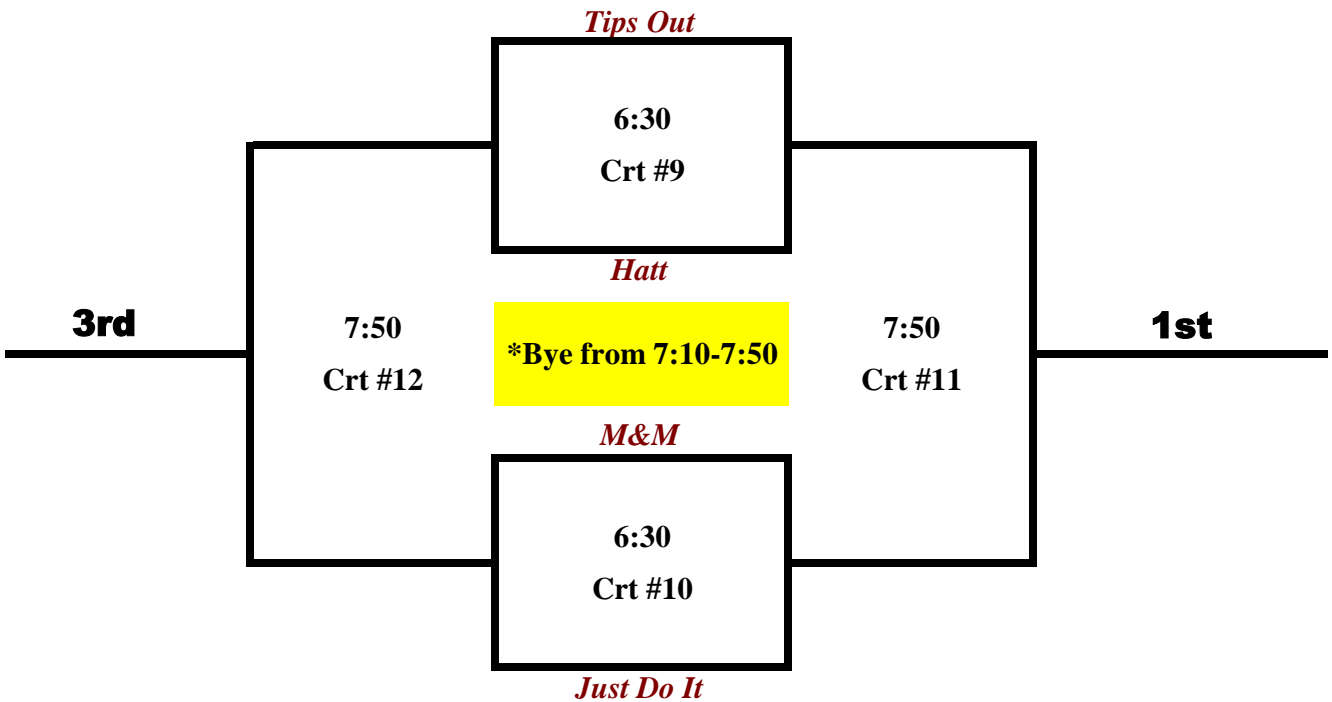 Tips Out
6:30
Crt #9
Hatt
3rd
7:50
Crt #12
*Bye from 7:10-7:50
7:50
Crt #11
1st
M&M
6:30
Crt #10
Just Do It